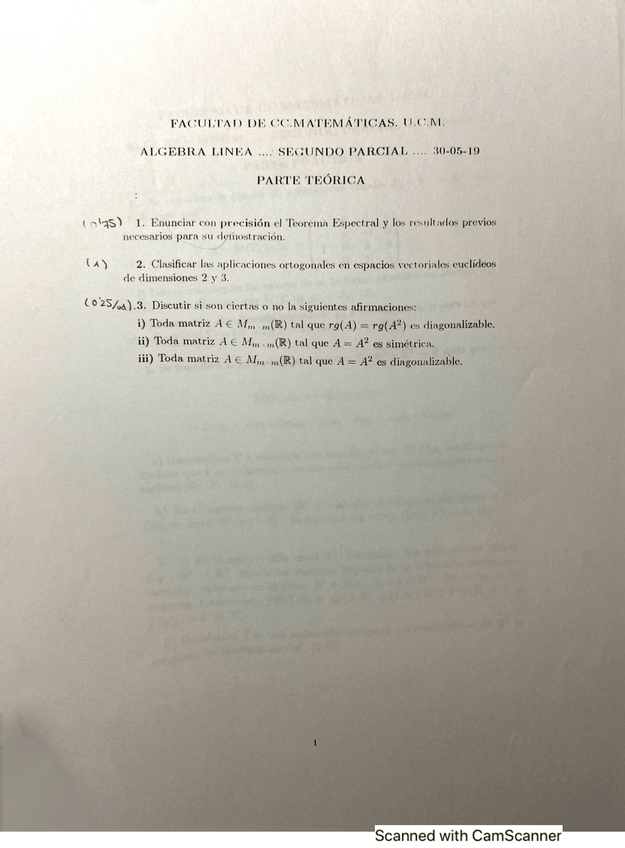 FACULTAD DE CC.MATEMÁTICAS. U.C.M.
ALGEBRA LINEA .... SEGUNDO PARCIAL .... 30-05-19
PARTE TEÓRICA
(0'75) 1. Enunciar con precisión el Teorema Espectral y los resultados previos
necesarios para su demostración.
(1) 2. Clasificar las aplicaciones ortogonales en espacios vectoriales euclídeos
de dimensiones 2 y 3.
(0'25/ud).3. Discutir si son ciertas o no la siguientes afirmaciones:
i) Toda matriz A ∈ M_{m·m}(ℝ) tal que rg(A) = rg(A²) es diagonalizable.
ii) Toda matriz A ∈ M_{m·m}(ℝ) tal que A = A² es simétrica.
iii) Toda matriz A ∈ M_{m·m}(ℝ) tal que A = A² es diagonalizable.
1
Scanned with CamScanner